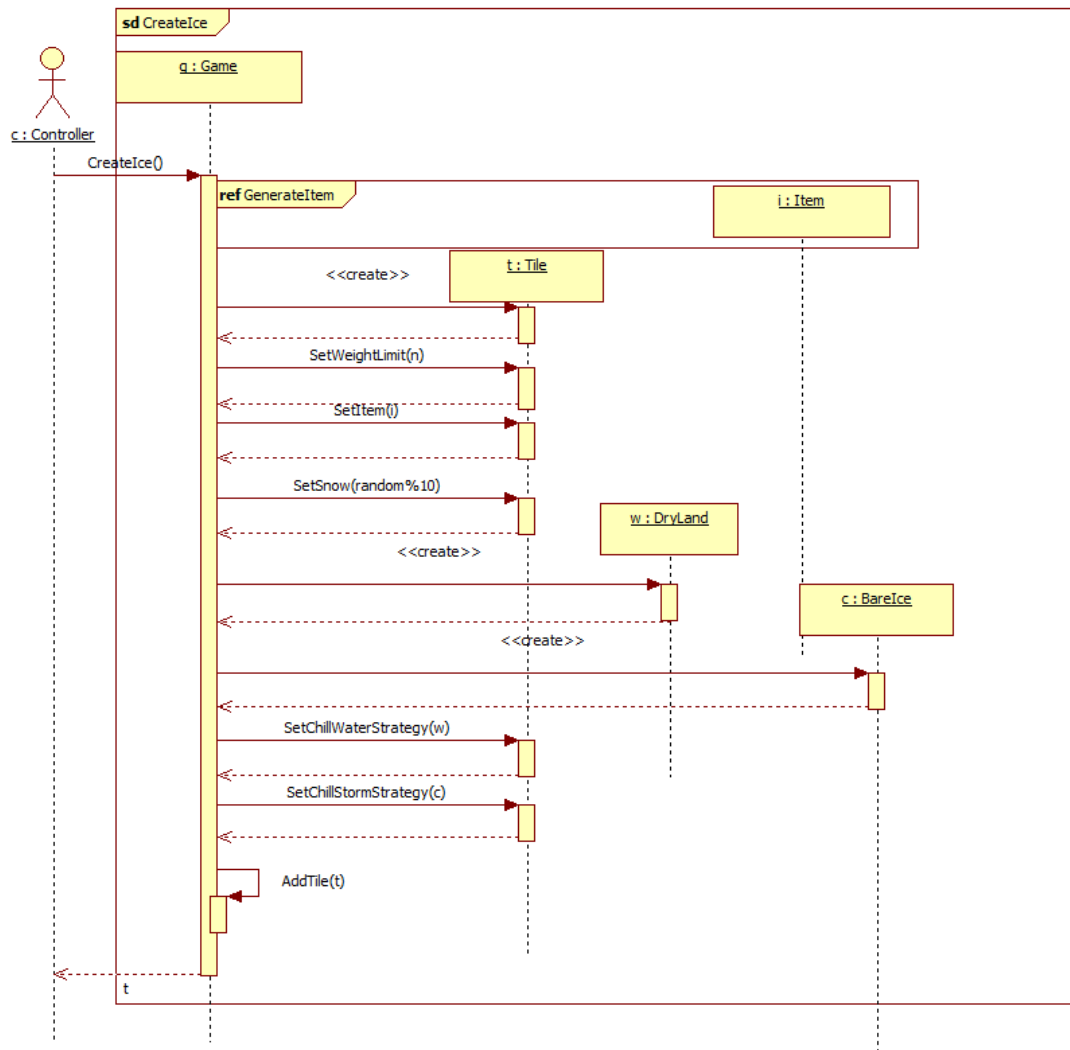 sd CreateIce
g : Game
c : Controller
CreateIce()
ref GenerateItem
i : Item
t : Tile
<<create>>
SetWeightLimit(n)
SetItem(i)
SetSnow(random%10)
w : DryLand
<<create>>
c : BareIce
<<create>>
SetChillWaterStrategy(w)
SetChillStormStrategy(c)
AddTile(t)
t